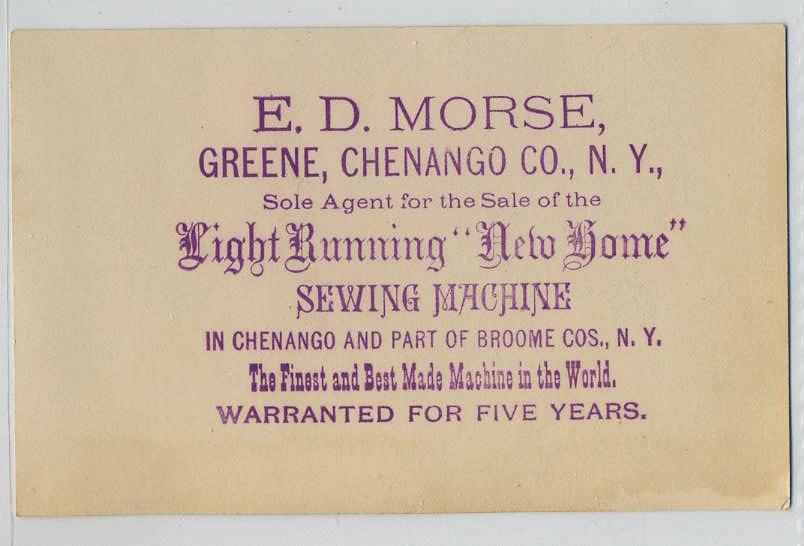 E. D. MORSE,
GREENE, CHENANGO CO., N. Y.,
Sole Agent for the Sale of the
Light Running "New Home"
SEWING MACHINE
IN CHENANGO AND PART OF BROOME COS., N. Y.
The Finest and Best Made Machine in the World.
WARRANTED FOR FIVE YEARS.